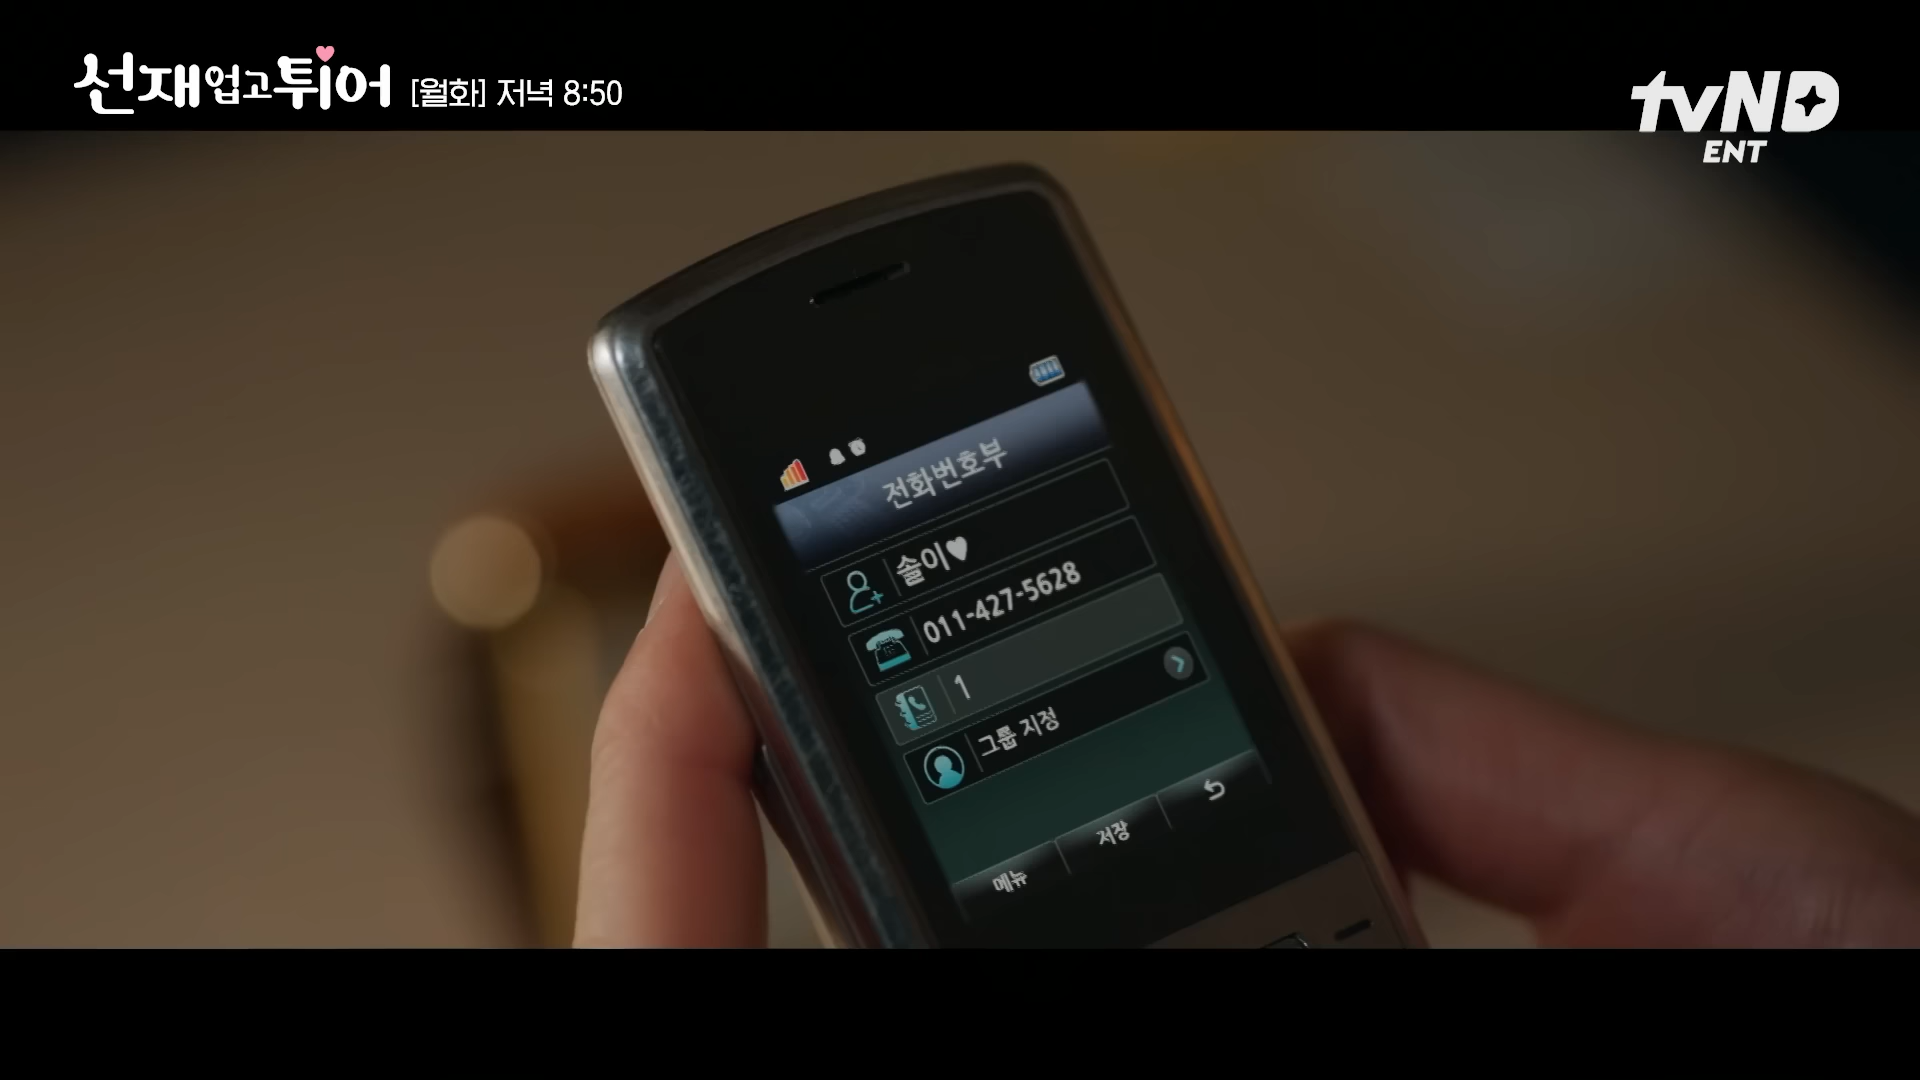 선재업고튀어 [월화] 저녁 8:50
tvND
ENT
전화번호부
솔이♥
011-427-5628
1
그룹 지정
메뉴 저장